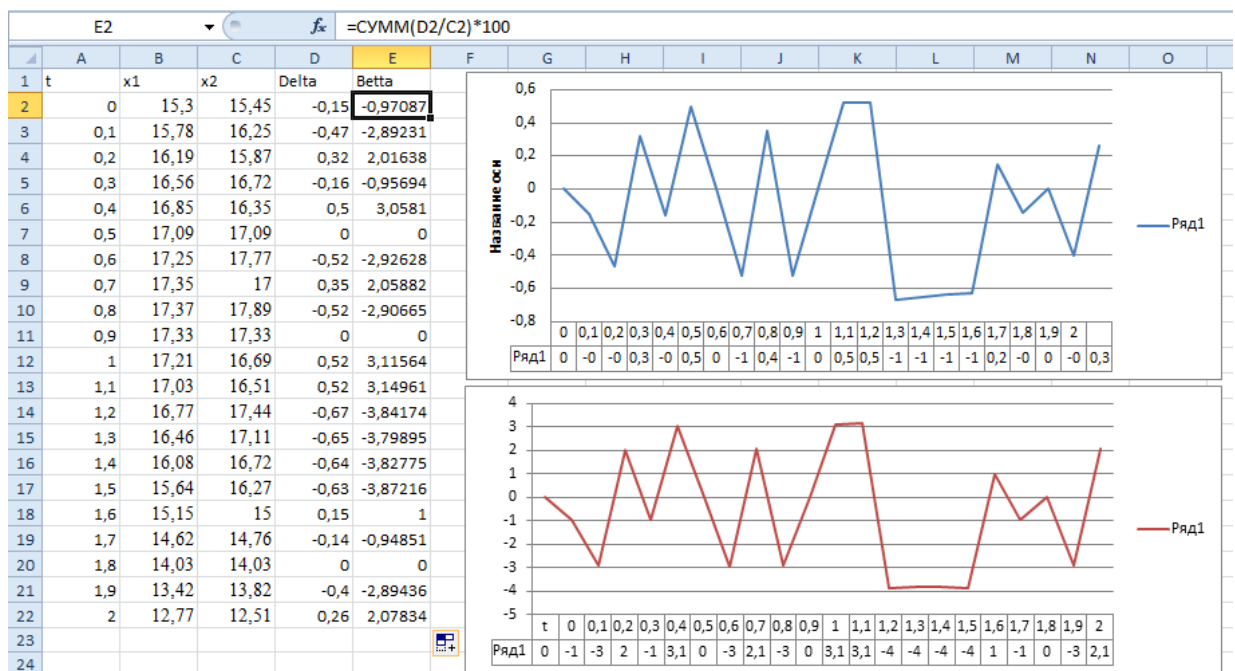 E2 fx =СУММ(D2/C2)*100
A B C D E F G H I J K L M N O
1 t x1 x2 Delta Betta
2 0 15,3 15,45 -0,15 -0,97087
3 0,1 15,78 16,25 -0,47 -2,89231
4 0,2 16,19 15,87 0,32 2,01638
5 0,3 16,56 16,72 -0,16 -0,95694
6 0,4 16,85 16,35 0,5 3,0581
7 0,5 17,09 17,09 0 0
8 0,6 17,25 17,77 -0,52 -2,92628
9 0,7 17,35 17 0,35 2,05882
10 0,8 17,37 17,89 -0,52 -2,90665
11 0,9 17,33 17,33 0 0
12 1 17,21 16,69 0,52 3,11564
13 1,1 17,03 16,51 0,52 3,14961
14 1,2 16,77 17,44 -0,67 -3,84174
15 1,3 16,46 17,11 -0,65 -3,79895
16 1,4 16,08 16,72 -0,64 -3,82775
17 1,5 15,64 16,27 -0,63 -3,87216
18 1,6 15,15 15 0,15 1
19 1,7 14,62 14,76 -0,14 -0,94851
20 1,8 14,03 14,03 0 0
21 1,9 13,42 13,82 -0,4 -2,89436
22 2 12,77 12,51 0,26 2,07834
23
24
0,6
0,4
0,2
0
-0,2
-0,4
-0,6
-0,8
Название оси
Ряд1
0 0,1 0,2 0,3 0,4 0,5 0,6 0,7 0,8 0,9 1 1,1 1,2 1,3 1,4 1,5 1,6 1,7 1,8 1,9 2
Ряд1 0 -0 -0 0,3 -0 0,5 0 -1 0,4 -1 0 0,5 0,5 -1 -1 -1 -1 0,2 -0 0 -0 0,3
4
3
2
1
0
-1
-2
-3
-4
-5
Ряд1
t 0 0,1 0,2 0,3 0,4 0,5 0,6 0,7 0,8 0,9 1 1,1 1,2 1,3 1,4 1,5 1,6 1,7 1,8 1,9 2
Ряд1 0 -1 -3 2 -1 3,1 0 -3 2,1 -3 0 3,1 3,1 -4 -4 -4 -4 1 -1 0 -3 2,1